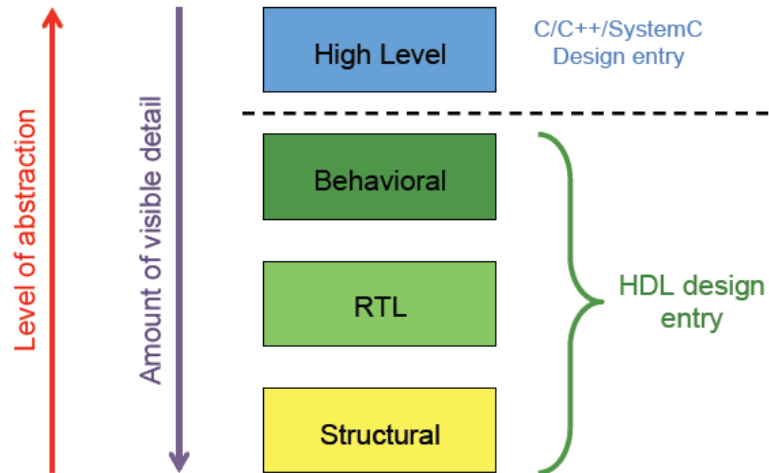 Level of abstraction
Amount of visible detail
High Level
C/C++/SystemC
Design entry
Behavioral
RTL
Structural
HDL design
entry